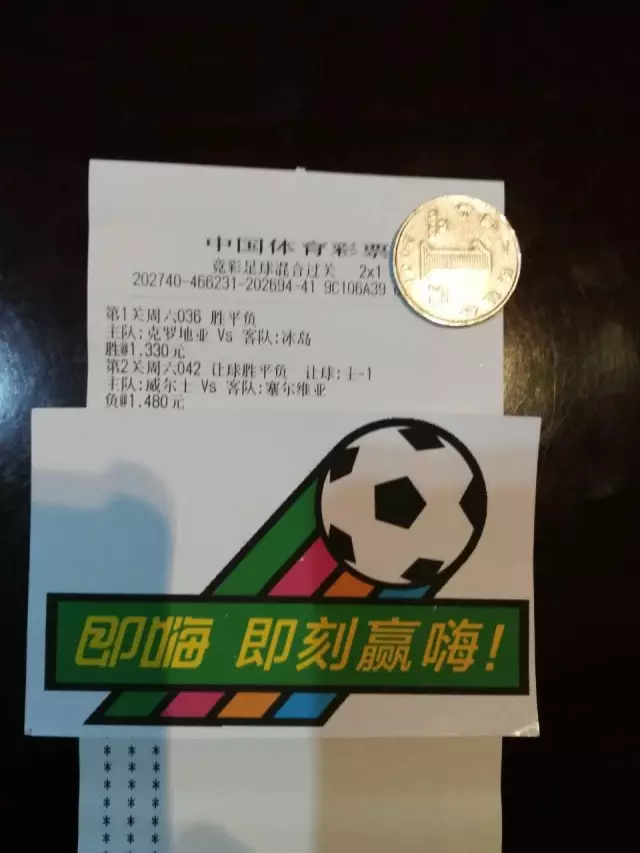 中国体育彩票
竞彩足球混合过关 2x1
202740-466231-202694-41 9C106A39
第1关周六036 胜平负
主队:克罗地亚 Vs 客队:冰岛
胜@1.330元
第2关周六042 让球胜平负 让球:主-1
主队:威尔士 Vs 客队:塞尔维亚
负@1.480元
即嗨 即刻赢嗨!
* * *
* * *
* * *
* * *
* * *
* * *
* * *